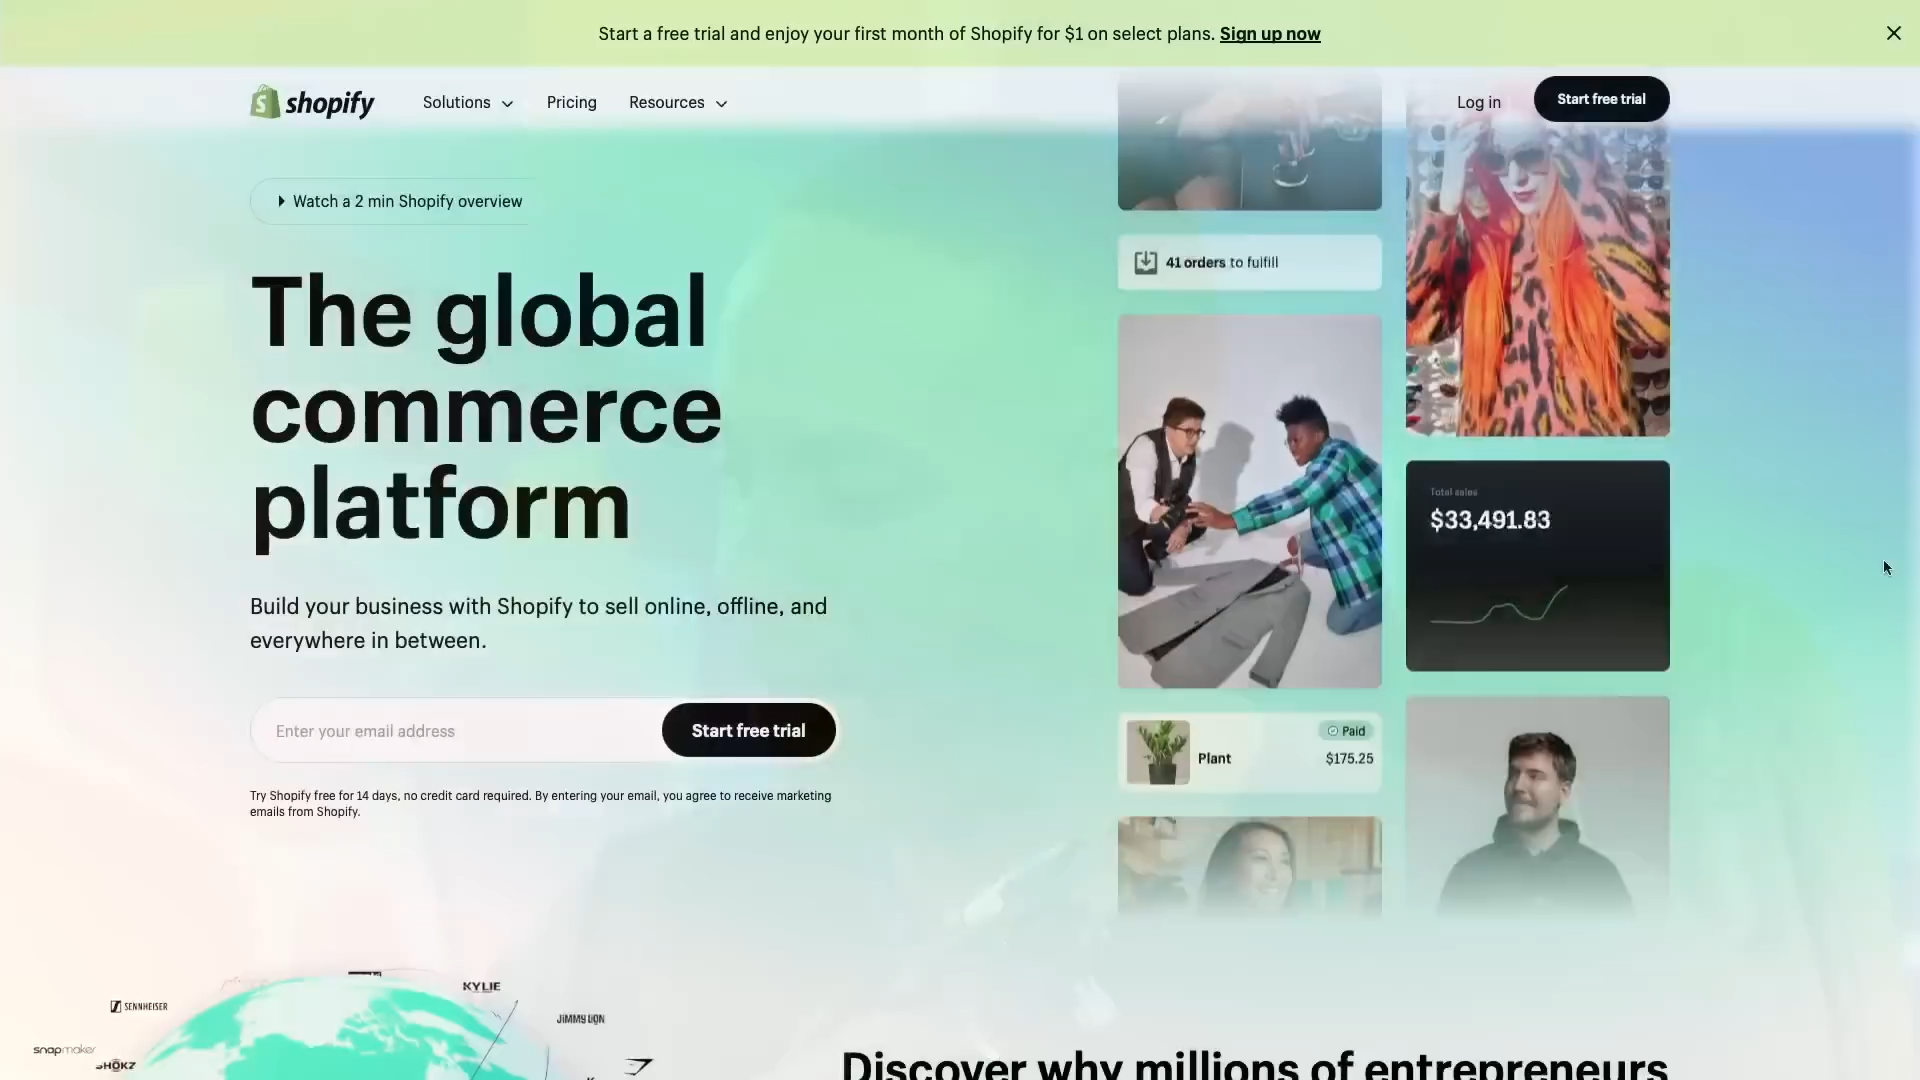 Start a free trial and enjoy your first month of Shopify for $1 on select plans. Sign up now
shopify
Solutions
Pricing
Resources
Log in
Start free trial
Watch a 2 min Shopify overview
The global
commerce
platform
Build your business with Shopify to sell online, offline, and
everywhere in between.
Enter your email address
Start free trial
Try Shopify free for 14 days, no credit card required. By entering your email, you agree to receive marketing
emails from Shopify.
41 orders to fulfill
Total sales
$33,491.83
Paid
Plant
$175.25
KYLIE
SENNHEISER
JIMMY LION
snapmaker
SHOKZ
Discover why millions of entrepreneurs